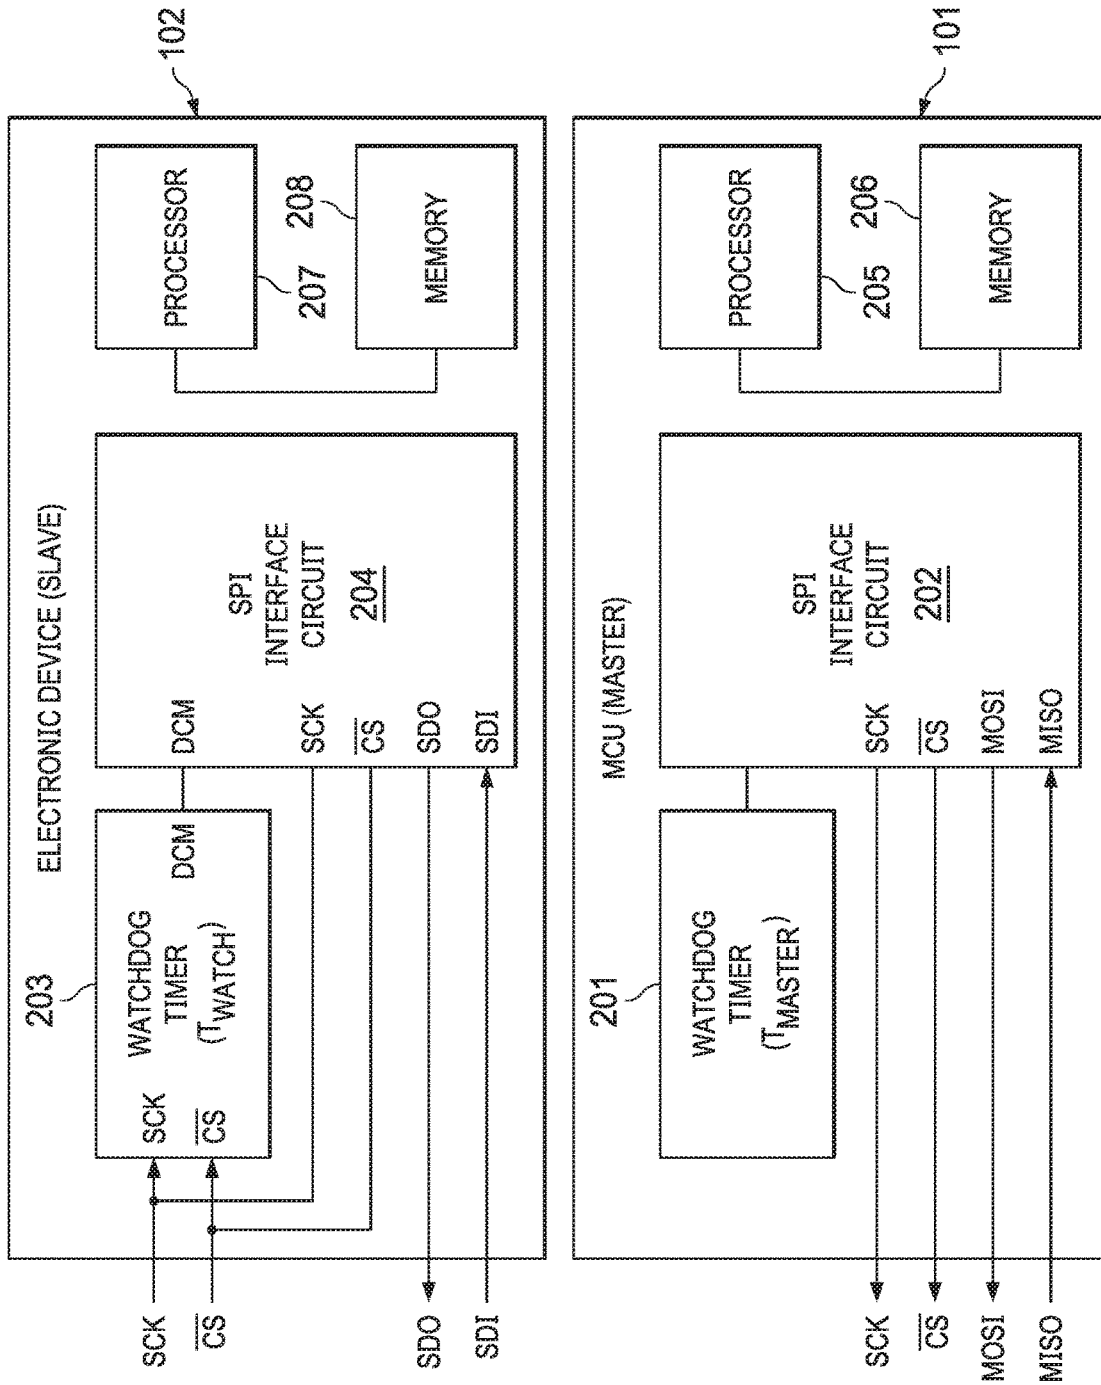 102
ELECTRONIC DEVICE (SLAVE)
203
WATCHDOG
TIMER
(TWATCH)
SCK
CS
DCM
DCM
SCK
CS
SDO
SDI
SPI
INTERFACE
CIRCUIT
204
PROCESSOR
207
208
MEMORY
SCK
CS
SDO
SDI
101
MCU (MASTER)
201
WATCHDOG
TIMER
(TMASTER)
SCK
CS
MOSI
MISO
SPI
INTERFACE
CIRCUIT
202
PROCESSOR
205
206
MEMORY
SCK
CS
MOSI
MISO